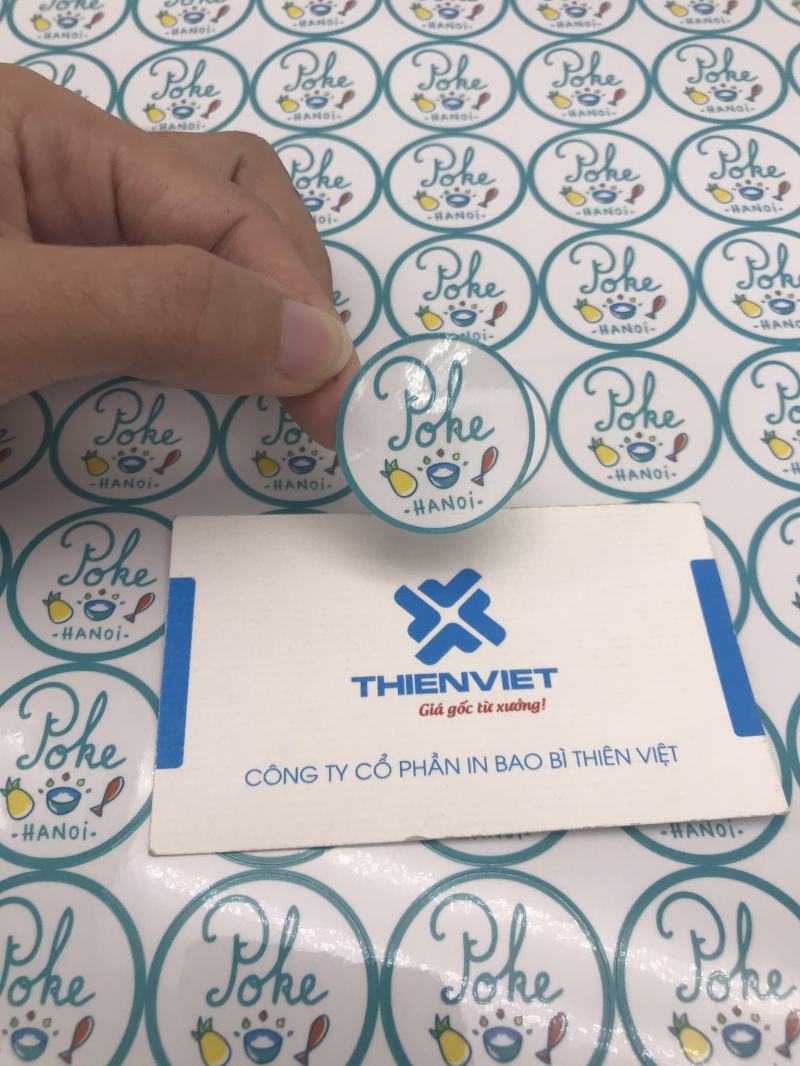 Poke
-HANOi-
THIENVIET
Giá gốc từ xưởng!
CÔNG TY CỔ PHẦN IN BAO BÌ THIÊN VIỆT